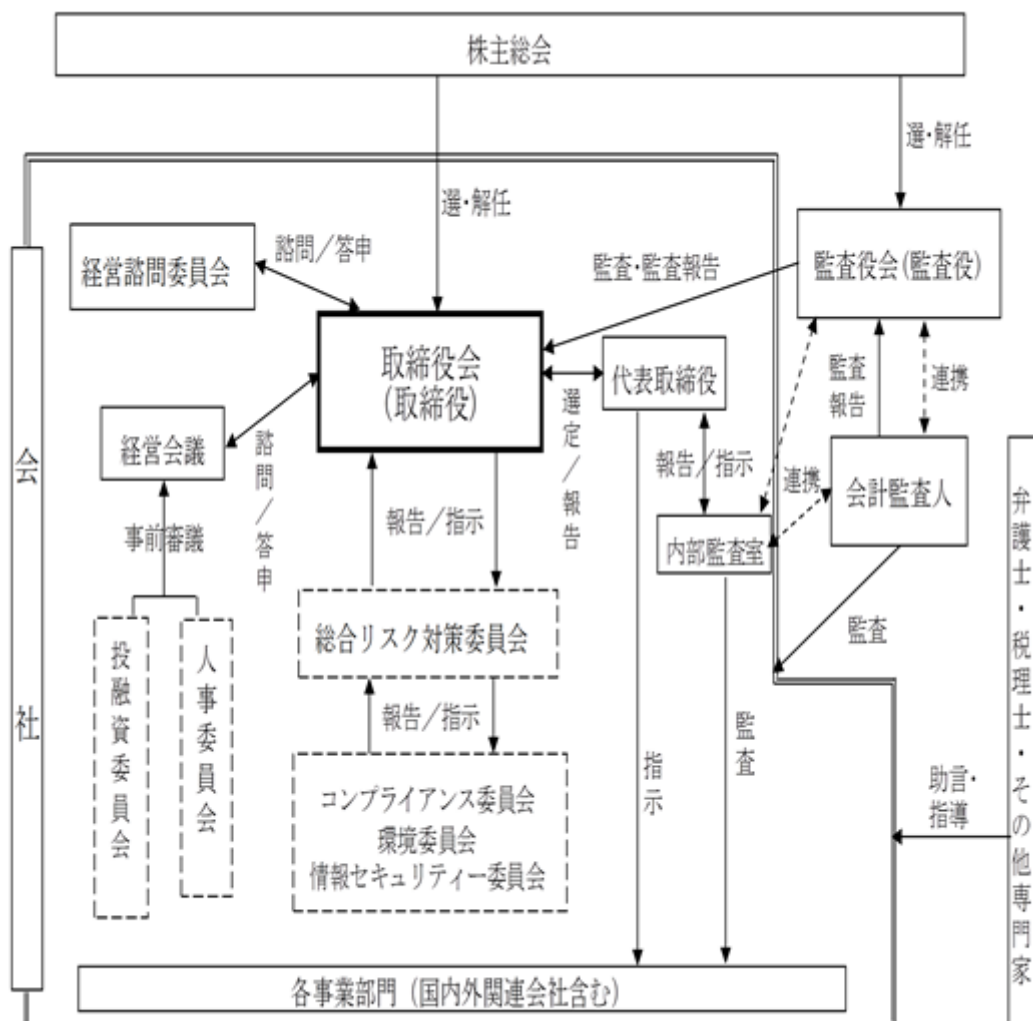 株主総会
選・解任
選・解任
経営諮問委員会
諮問／答申
監査・監査報告
監査役会(監査役)
取締役会
(取締役)
代表取締役
選定／報告
監査
報告
連携
経営会議
諮問／答申
報告／指示
連携
会計監査人
事前審議
報告／指示
内部監査室
総合リスク対策委員会
監査
投融資委員会
人事委員会
報告／指示
コンプライアンス委員会
環境委員会
情報セキュリティー委員会
指示
監査
助言・
指導
弁護士・税理士・その他専門家
会社
各事業部門（国内外関連会社含む）